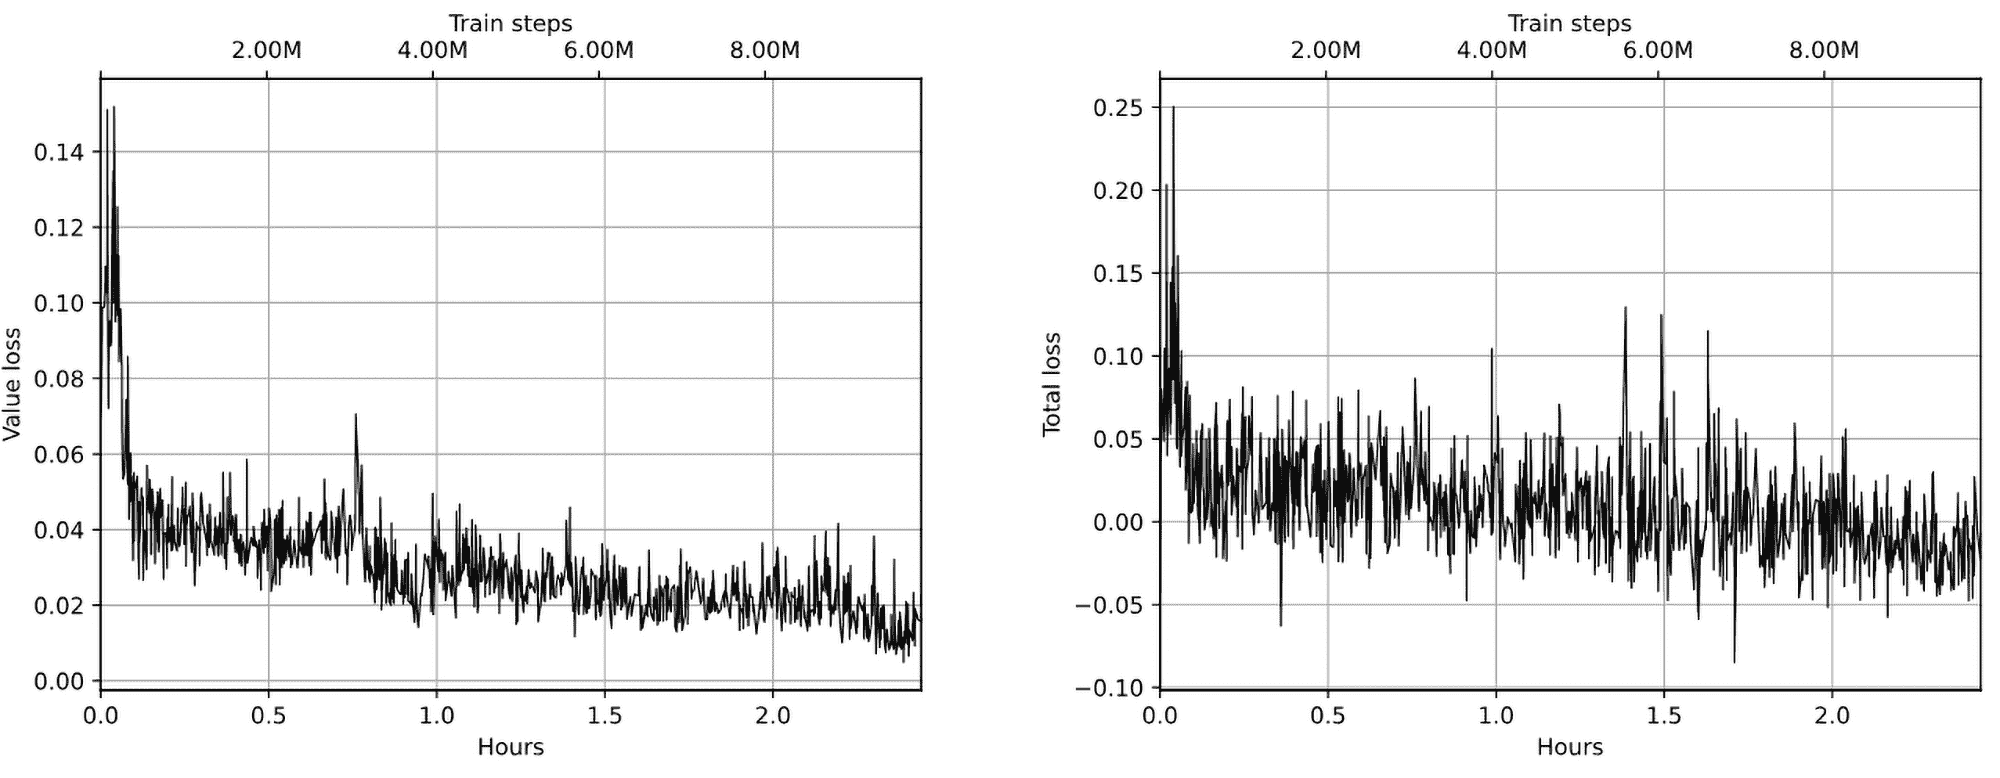 Train steps
2.00M 4.00M 6.00M 8.00M
0.14
0.12
0.10
0.08
0.06
0.04
0.02
0.00
Value loss
0.0 0.5 1.0 1.5 2.0
Hours
Train steps
2.00M 4.00M 6.00M 8.00M
0.25
0.20
0.15
0.10
0.05
0.00
−0.05
−0.10
Total loss
0.0 0.5 1.0 1.5 2.0
Hours